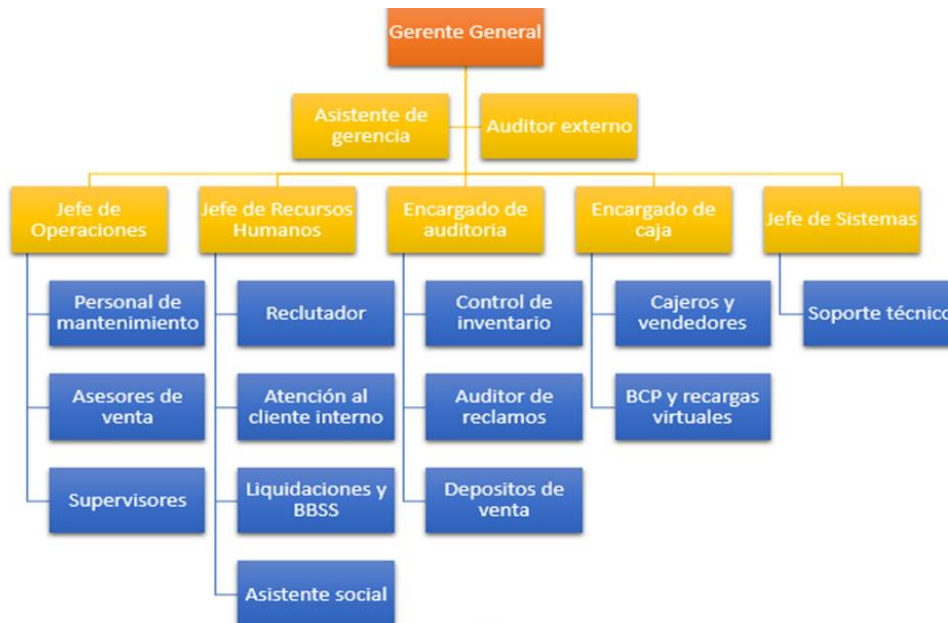 Gerente General
Asistente de
gerencia
Auditor externo
Jefe de
Operaciones
Jefe de Recursos
Humanos
Encargado de
auditoria
Encargado de
caja
Jefe de Sistemas
Personal de
mantenimiento
Reclutador
Control de
inventario
Cajeros y
vendedores
Soporte técnico
Asesores de
venta
Atención al
cliente interno
Auditor de
reclamos
BCP y recargas
virtuales
Supervisores
Liquidaciones y
BBSS
Depositos de
venta
Asistente social